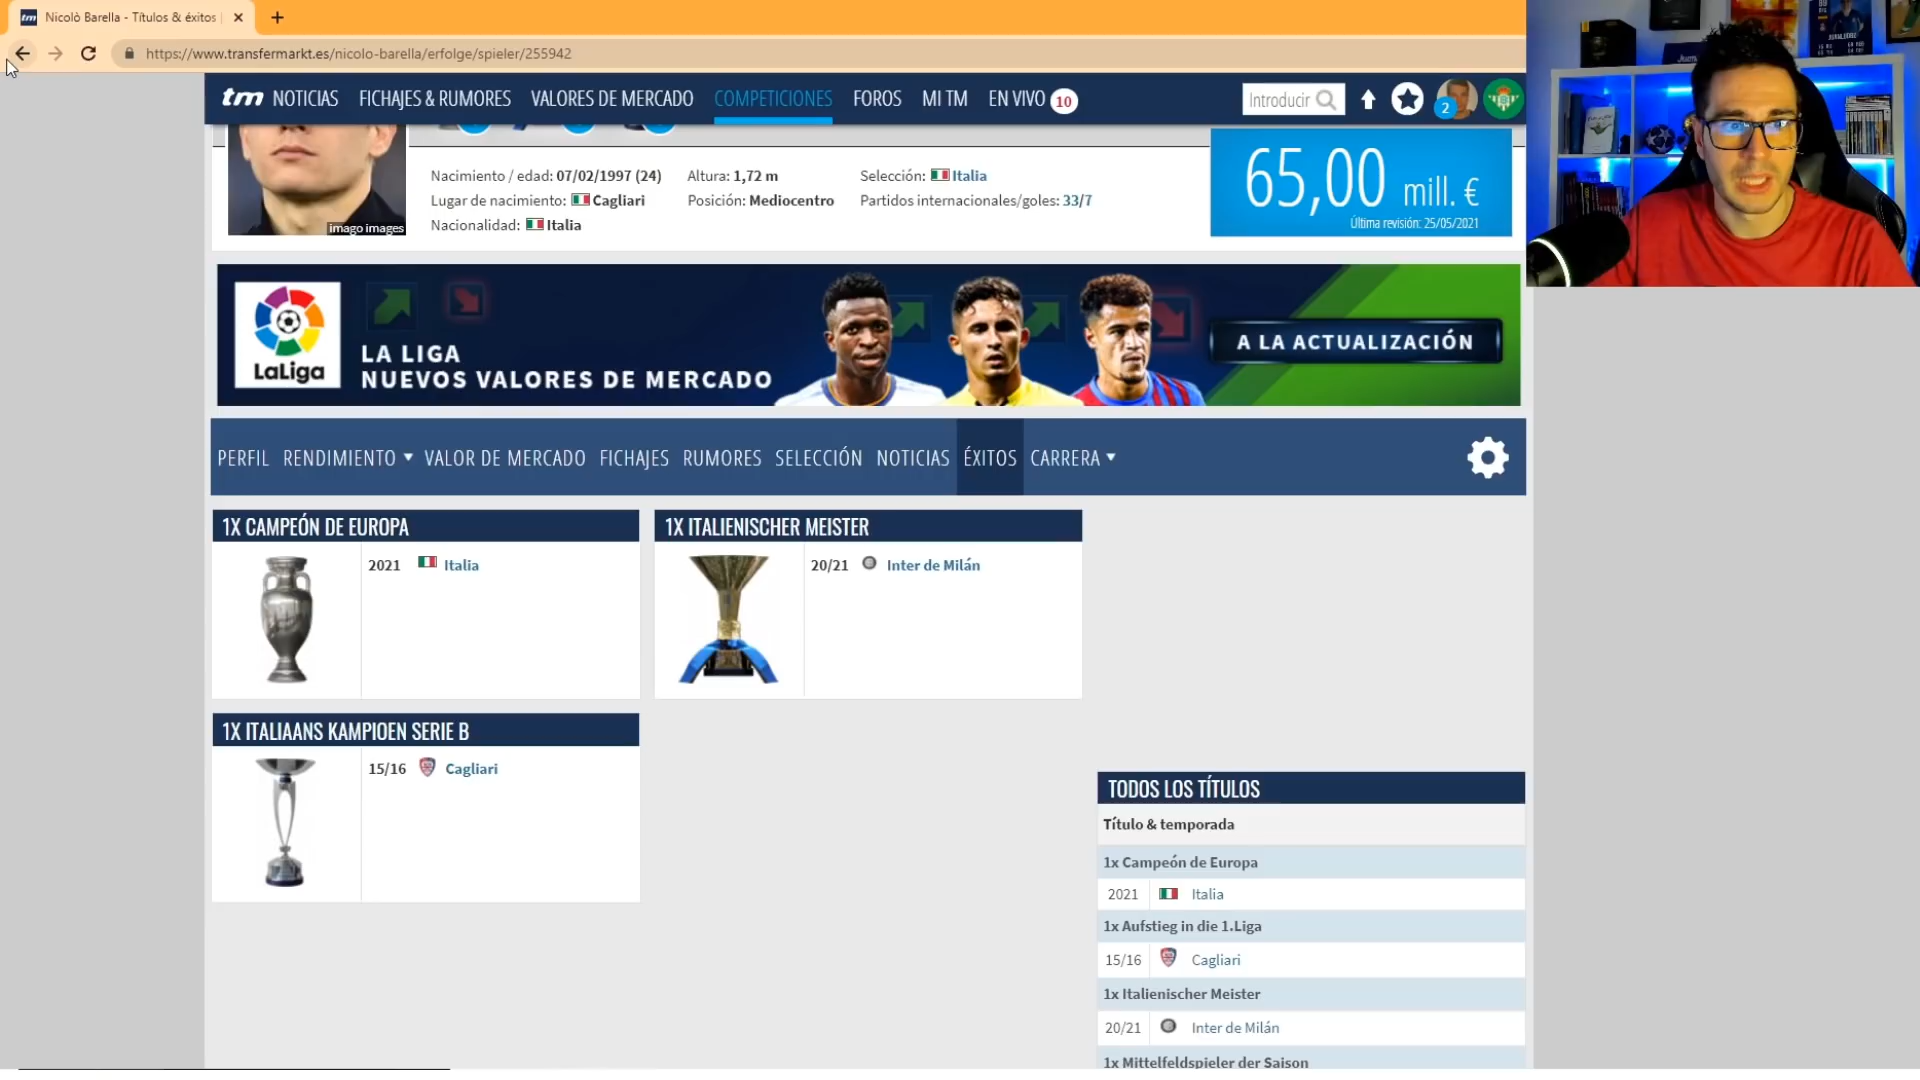 Nicolò Barella - Títulos & éxitos
https://www.transfermarkt.es/nicolo-barella/erfolge/spieler/255942
tm NOTICIAS FICHAJES & RUMORES VALORES DE MERCADO COMPETICIONES FOROS MI TM EN VIVO 10 Introducir 2
imago images
Nacimiento / edad: 07/02/1997 (24) Altura: 1,72 m Selección: Italia
Lugar de nacimiento: Cagliari Posición: Mediocentro Partidos internacionales/goles: 33/7
Nacionalidad: Italia
65,00 mill. €
Última revisión: 25/05/2021
LaLiga
LA LIGA
NUEVOS VALORES DE MERCADO
A LA ACTUALIZACIÓN
PERFIL RENDIMIENTO VALOR DE MERCADO FICHAJES RUMORES SELECCIÓN NOTICIAS ÉXITOS CARRERA
1X CAMPEÓN DE EUROPA
2021 Italia
1X ITALIENISCHER MEISTER
20/21 Inter de Milán
1X ITALIAANS KAMPIOEN SERIE B
15/16 Cagliari
TODOS LOS TÍTULOS
Título & temporada
1x Campeón de Europa
2021 Italia
1x Aufstieg in die 1.Liga
15/16 Cagliari
1x Italienischer Meister
20/21 Inter de Milán
1x Mittelfeldspieler der Saison